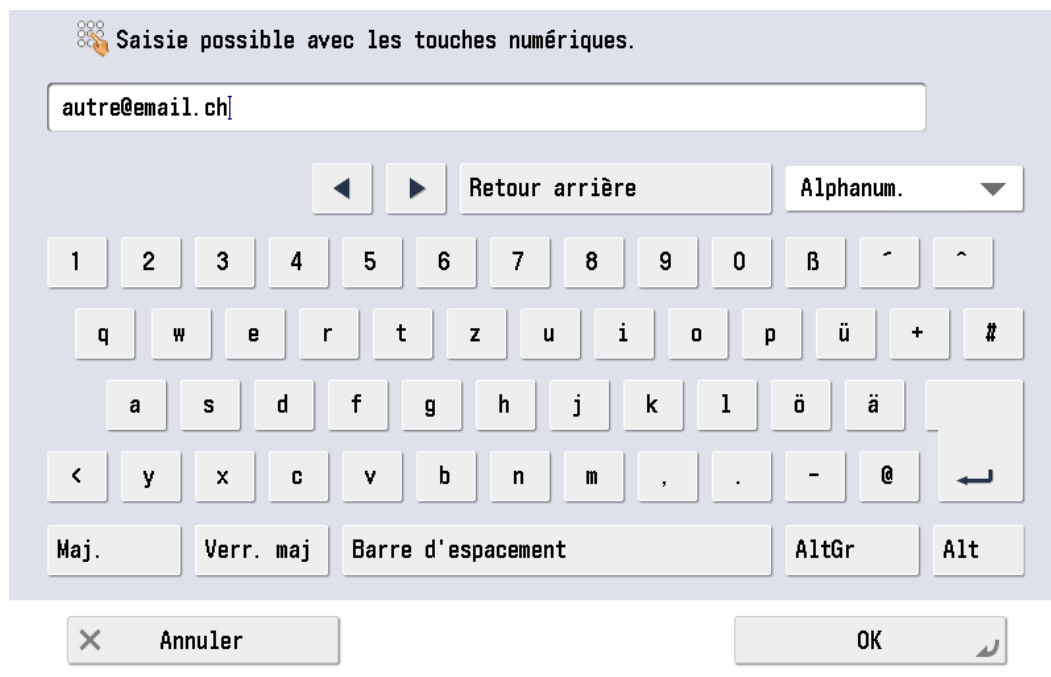 Saisie possible avec les touches numériques.
autre@email.ch
Retour arrière Alphanum.
1 2 3 4 5 6 7 8 9 0 ß ´ ^
q w e r t z u i o p ü + #
a s d f g h j k l ö ä
< y x c v b n m , . - @
Maj. Verr. maj Barre d'espacement AltGr Alt
Annuler OK